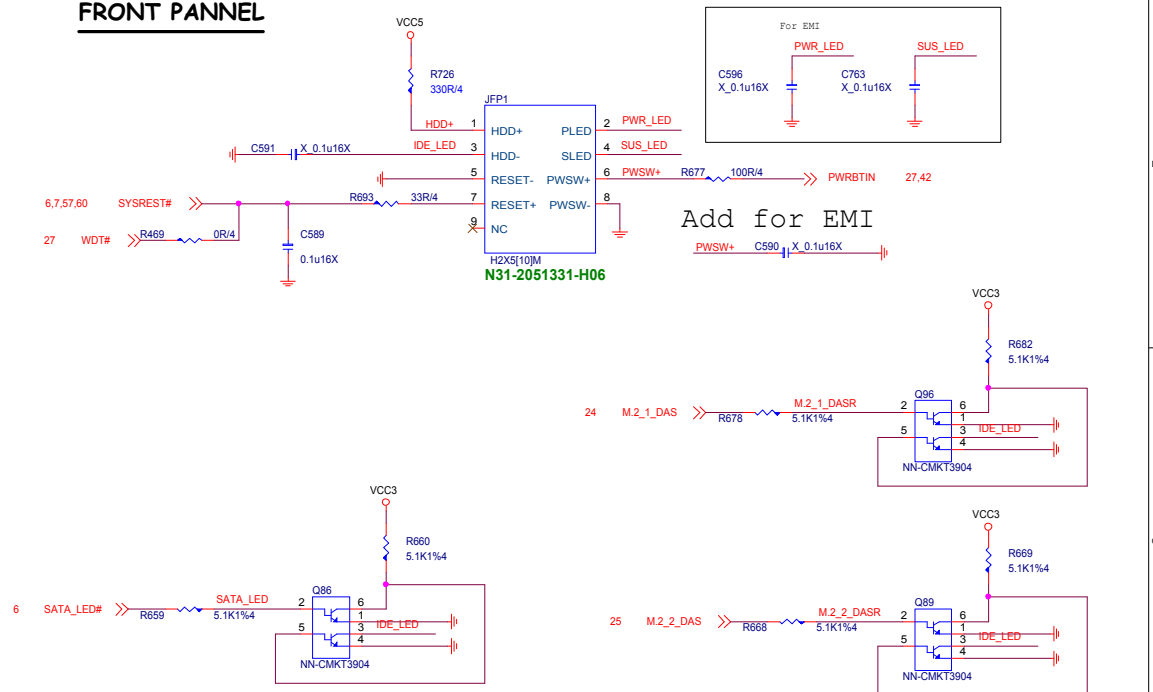 FRONT PANNEL
VCC5
R726
330R/4
For EMI
PWR_LED
SUS_LED
C596
X_0.1u16X
C763
X_0.1u16X
JFP1
HDD+
1
HDD+
PLED
2
PWR_LED
C591
X_0.1u16X
IDE_LED
3
HDD-
SLED
4
SUS_LED
5
RESET-
PWSW+
6
PWSW+
R677
100R/4
PWRBTIN
27,42
6,7,57,60
SYSREST#
R693
33R/4
7
RESET+
PWSW-
8
9
NC
27
WDT#
R469
0R/4
C589
0.1u16X
H2X5[10]M
N31-2051331-H06
Add for EMI
PWSW+
C590
X_0.1u16X
VCC3
R682
5.1K1%4
24
M.2_1_DAS
R678
M.2_1_DASR
5.1K1%4
Q96
2
6
1
5
3
IDE_LED
4
NN-CMKT3904
VCC3
R660
5.1K1%4
6
SATA_LED#
R659
SATA_LED
5.1K1%4
Q86
2
6
1
5
3
IDE_LED
4
NN-CMKT3904
VCC3
R669
5.1K1%4
25
M.2_2_DAS
R668
M.2_2_DASR
5.1K1%4
Q89
2
6
1
5
3
IDE_LED
4
NN-CMKT3904